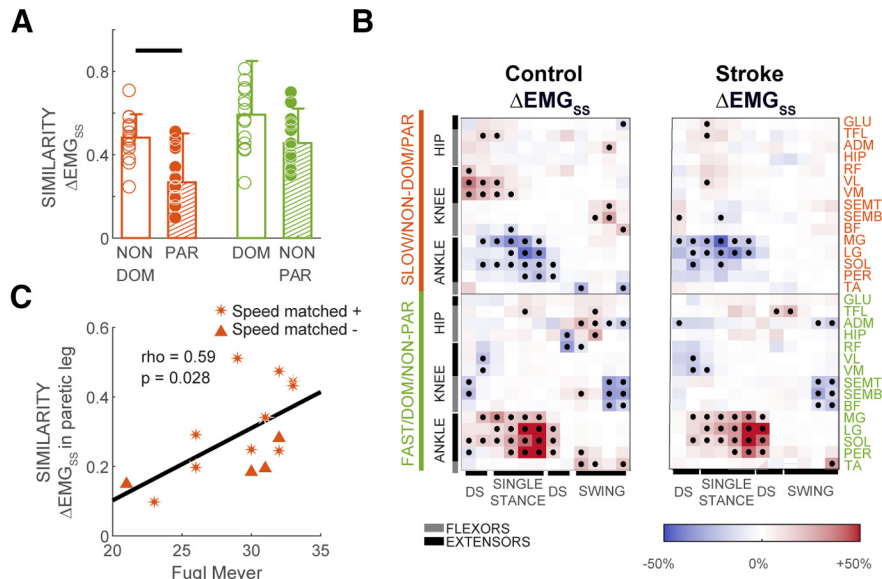 A
SIMILARITY
ΔEMGSS
0.8
0.4
0
NON
DOM
PAR
DOM
NON
PAR
B
Control
ΔEMGSS
Stroke
ΔEMGSS
SLOW/NON-DOM/PAR
FAST/DOM/NON-PAR
HIP
KNEE
ANKLE
HIP
KNEE
ANKLE
GLU
TFL
ADM
HIP
RF
VL
VM
SEMT
SEMB
BF
MG
LG
SOL
PER
TA
GLU
TFL
ADM
HIP
RF
VL
VM
SEMT
SEMB
BF
MG
LG
SOL
PER
TA
DS
SINGLE
STANCE
DS
SWING
DS
SINGLE
STANCE
DS
SWING
FLEXORS
EXTENSORS
-50%
0%
+50%
C
Speed matched +
Speed matched -
rho = 0.59
p = 0.028
SIMILARITY
ΔEMGSS in paretic leg
0.6
0.4
0.2
0
20
25
30
35
Fugl Meyer